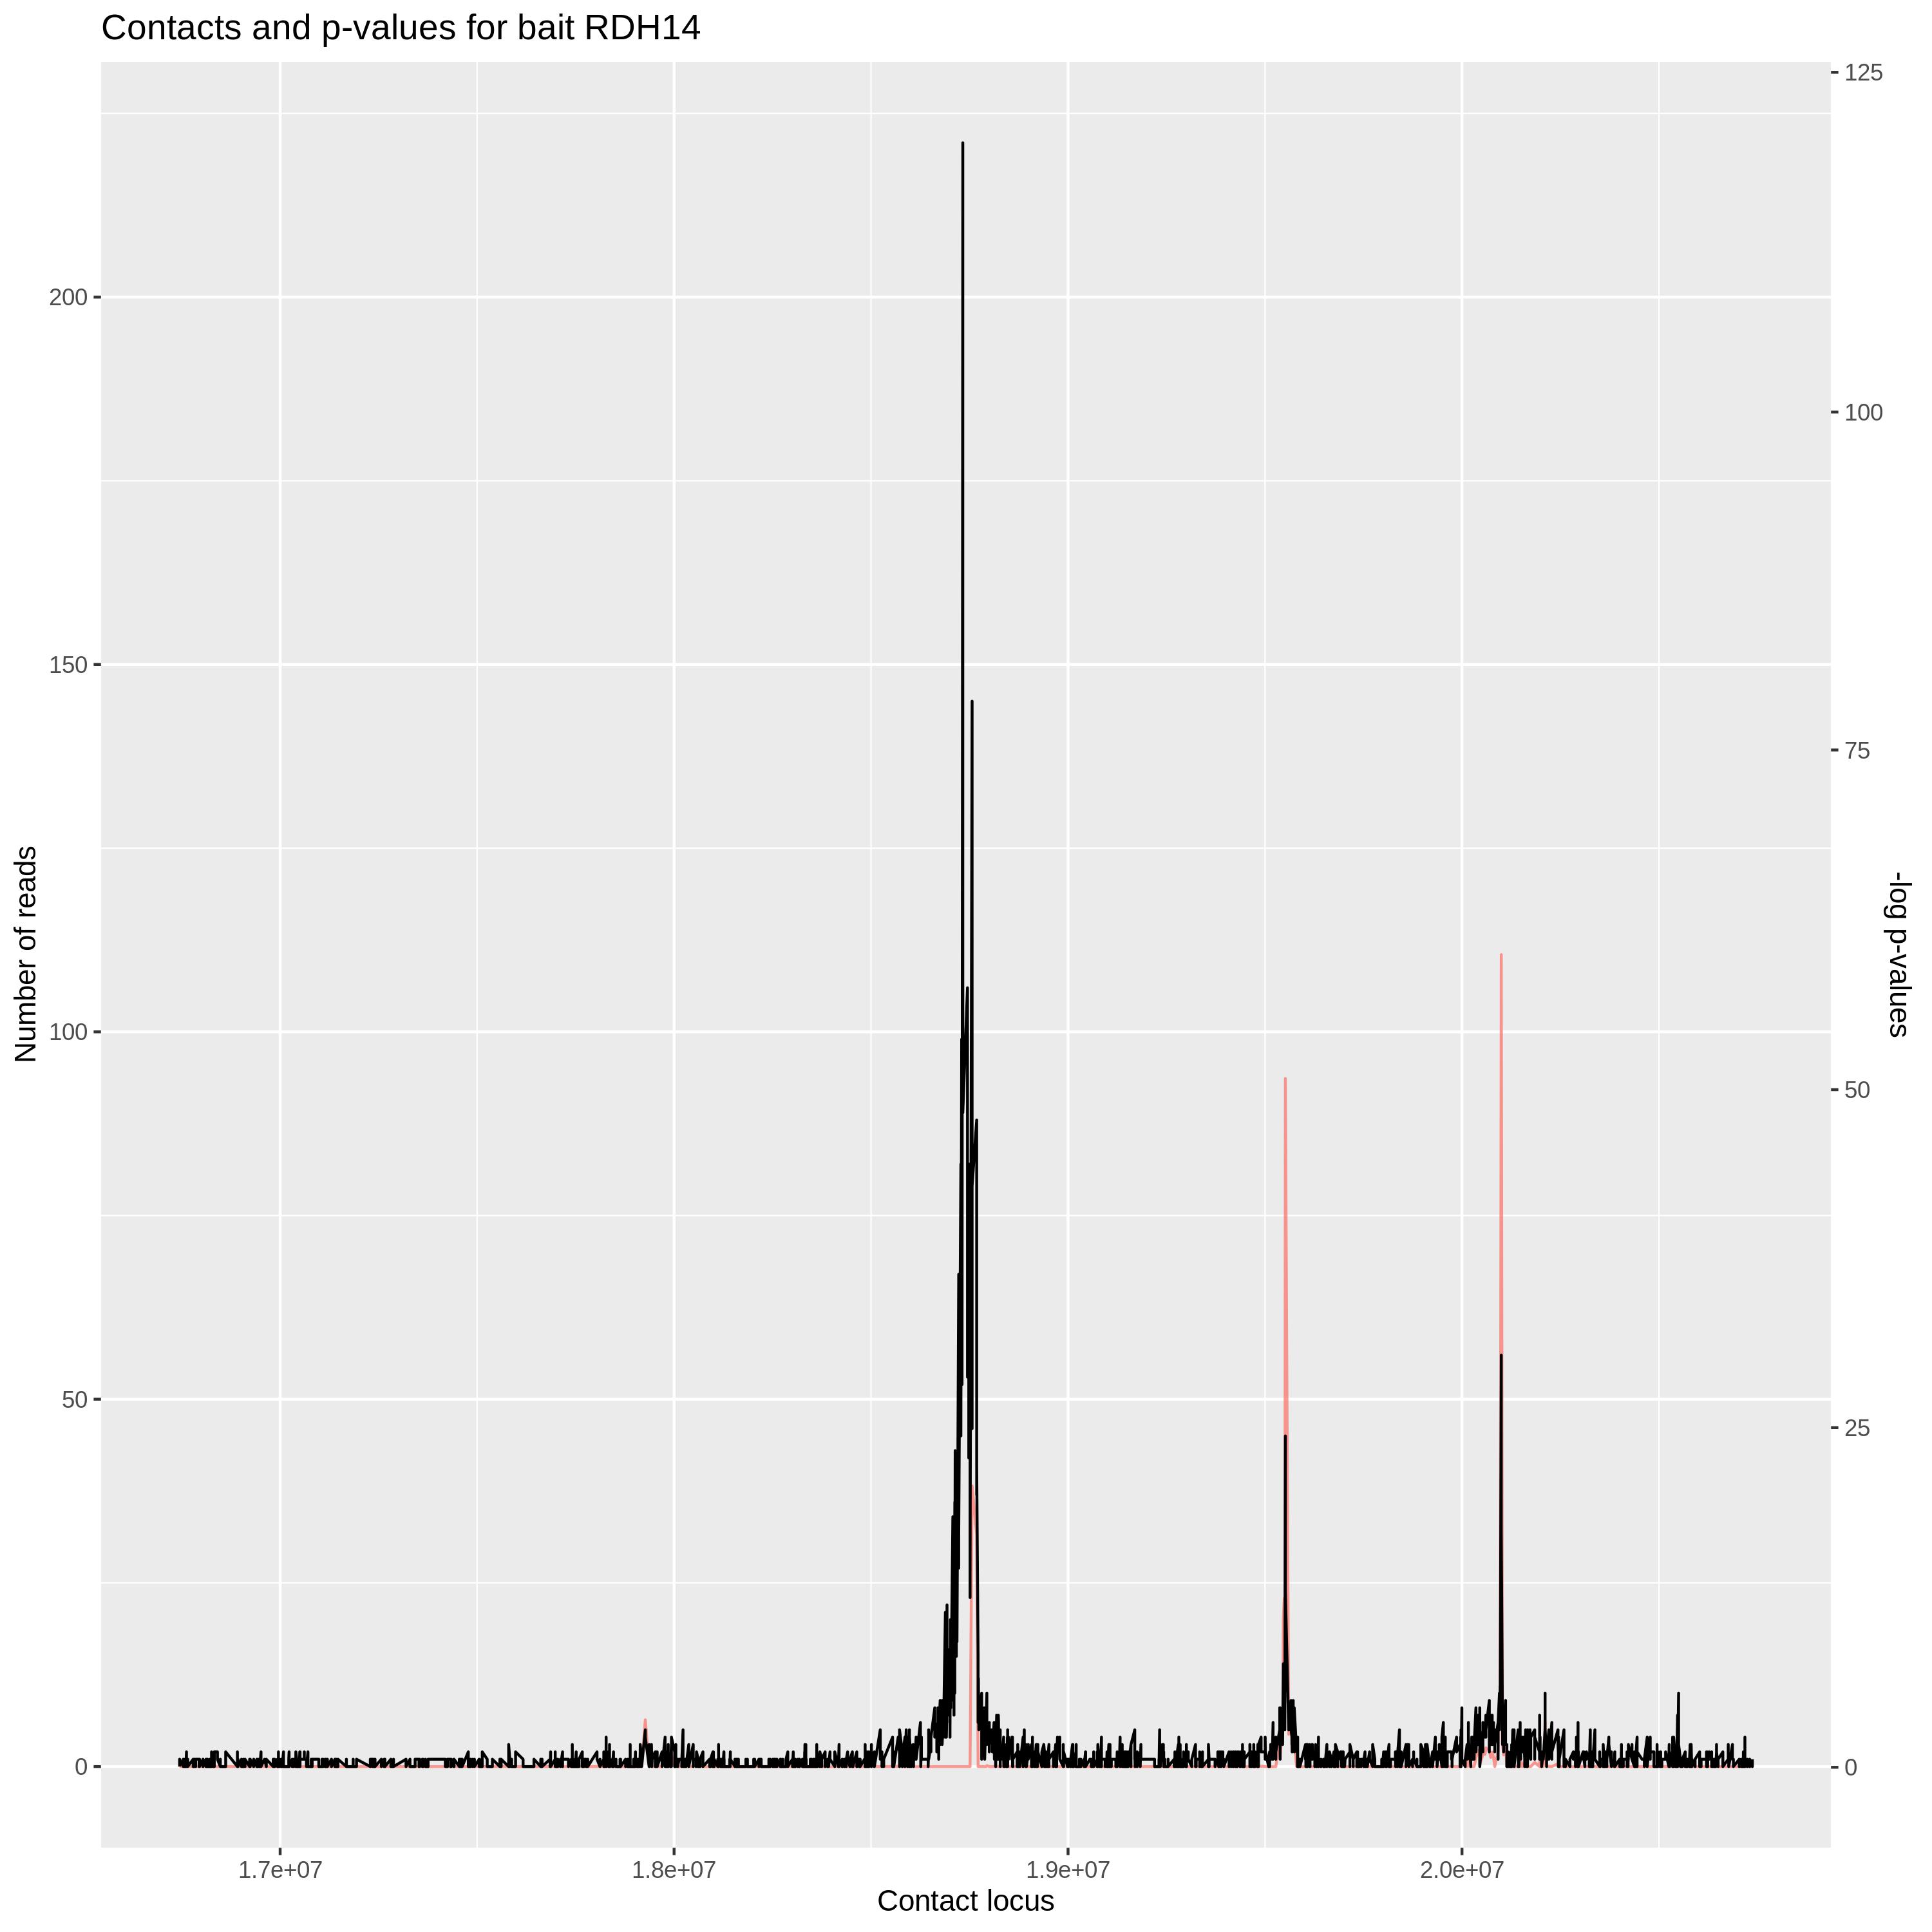 Contacts and p-values for bait RDH14
Number of reads
200
150
100
50
0
125
100
75
50
25
0
-log p-values
1.7e+07 1.8e+07 1.9e+07 2.0e+07
Contact locus